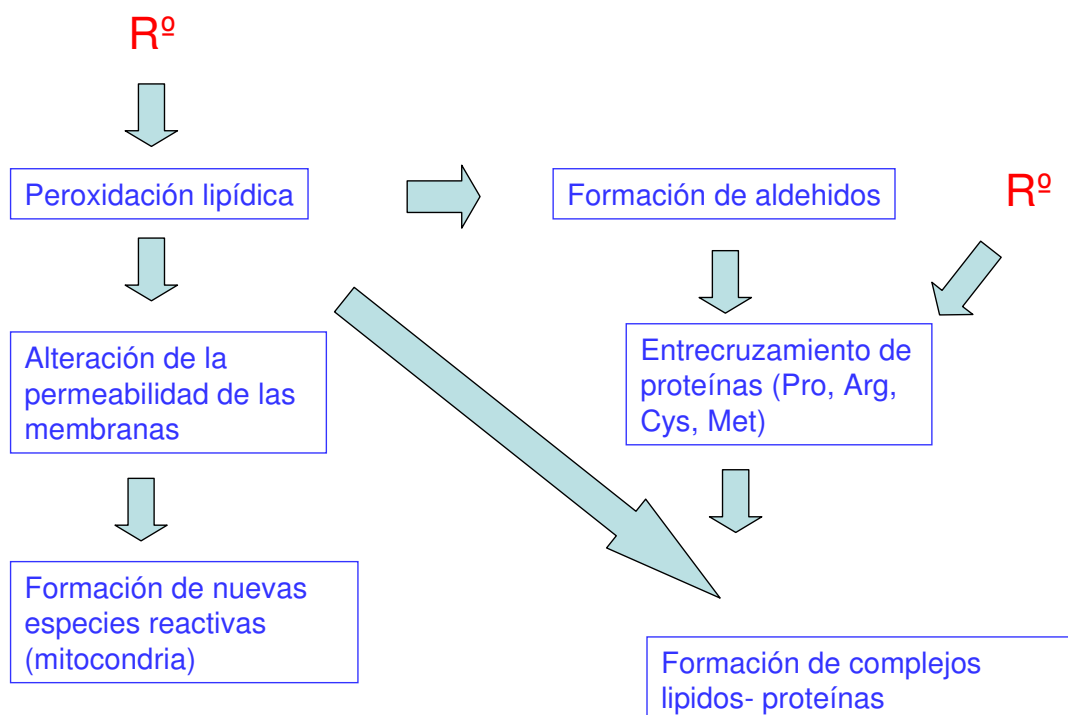 Rº
Peroxidación lipídica
Formación de aldehidos
Rº
Alteración de la
permeabilidad de las
membranas
Entrecruzamiento de
proteínas (Pro, Arg,
Cys, Met)
Formación de nuevas
especies reactivas
(mitocondria)
Formación de complejos
lipidos- proteínas